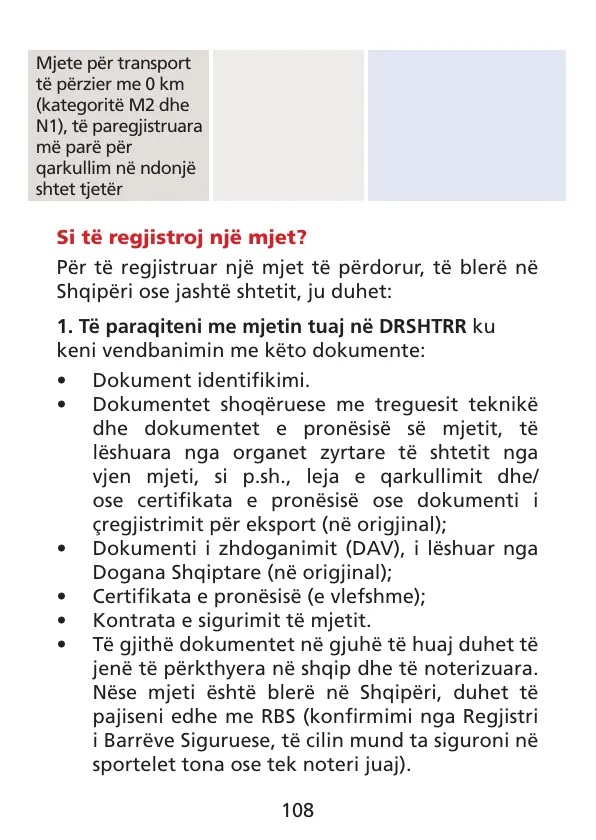 Mjete për transport
të përzier me 0 km
(kategoritë M2 dhe
N1), të paregjistruara
më parë për
qarkullim në ndonjë
shtet tjetër
Si të regjistroj një mjet?
Për të regjistruar një mjet të përdorur, të blerë në
Shqipëri ose jashtë shtetit, ju duhet:
1. Të paraqiteni me mjetin tuaj në DRSHTRR ku
keni vendbanimin me këto dokumente:
• Dokument identifikimi.
• Dokumentet shoqëruese me treguesit teknikë
dhe dokumentet e pronësisë së mjetit, të
lëshuara nga organet zyrtare të shtetit nga
vjen mjeti, si p.sh., leja e qarkullimit dhe/
ose certifikata e pronësisë ose dokumenti i
çregjistrimit për eksport (në origjinal);
• Dokumenti i zhdoganimit (DAV), i lëshuar nga
Dogana Shqiptare (në origjinal);
• Certifikata e pronësisë (e vlefshme);
• Kontrata e sigurimit të mjetit.
• Të gjithë dokumentet në gjuhë të huaj duhet të
jenë të përkthyera në shqip dhe të noterizuara.
Nëse mjeti është blerë në Shqipëri, duhet të
pajiseni edhe me RBS (konfirmimi nga Regjistri
i Barrëve Siguruese, të cilin mund ta siguroni në
sportelet tona ose tek noteri juaj).
108